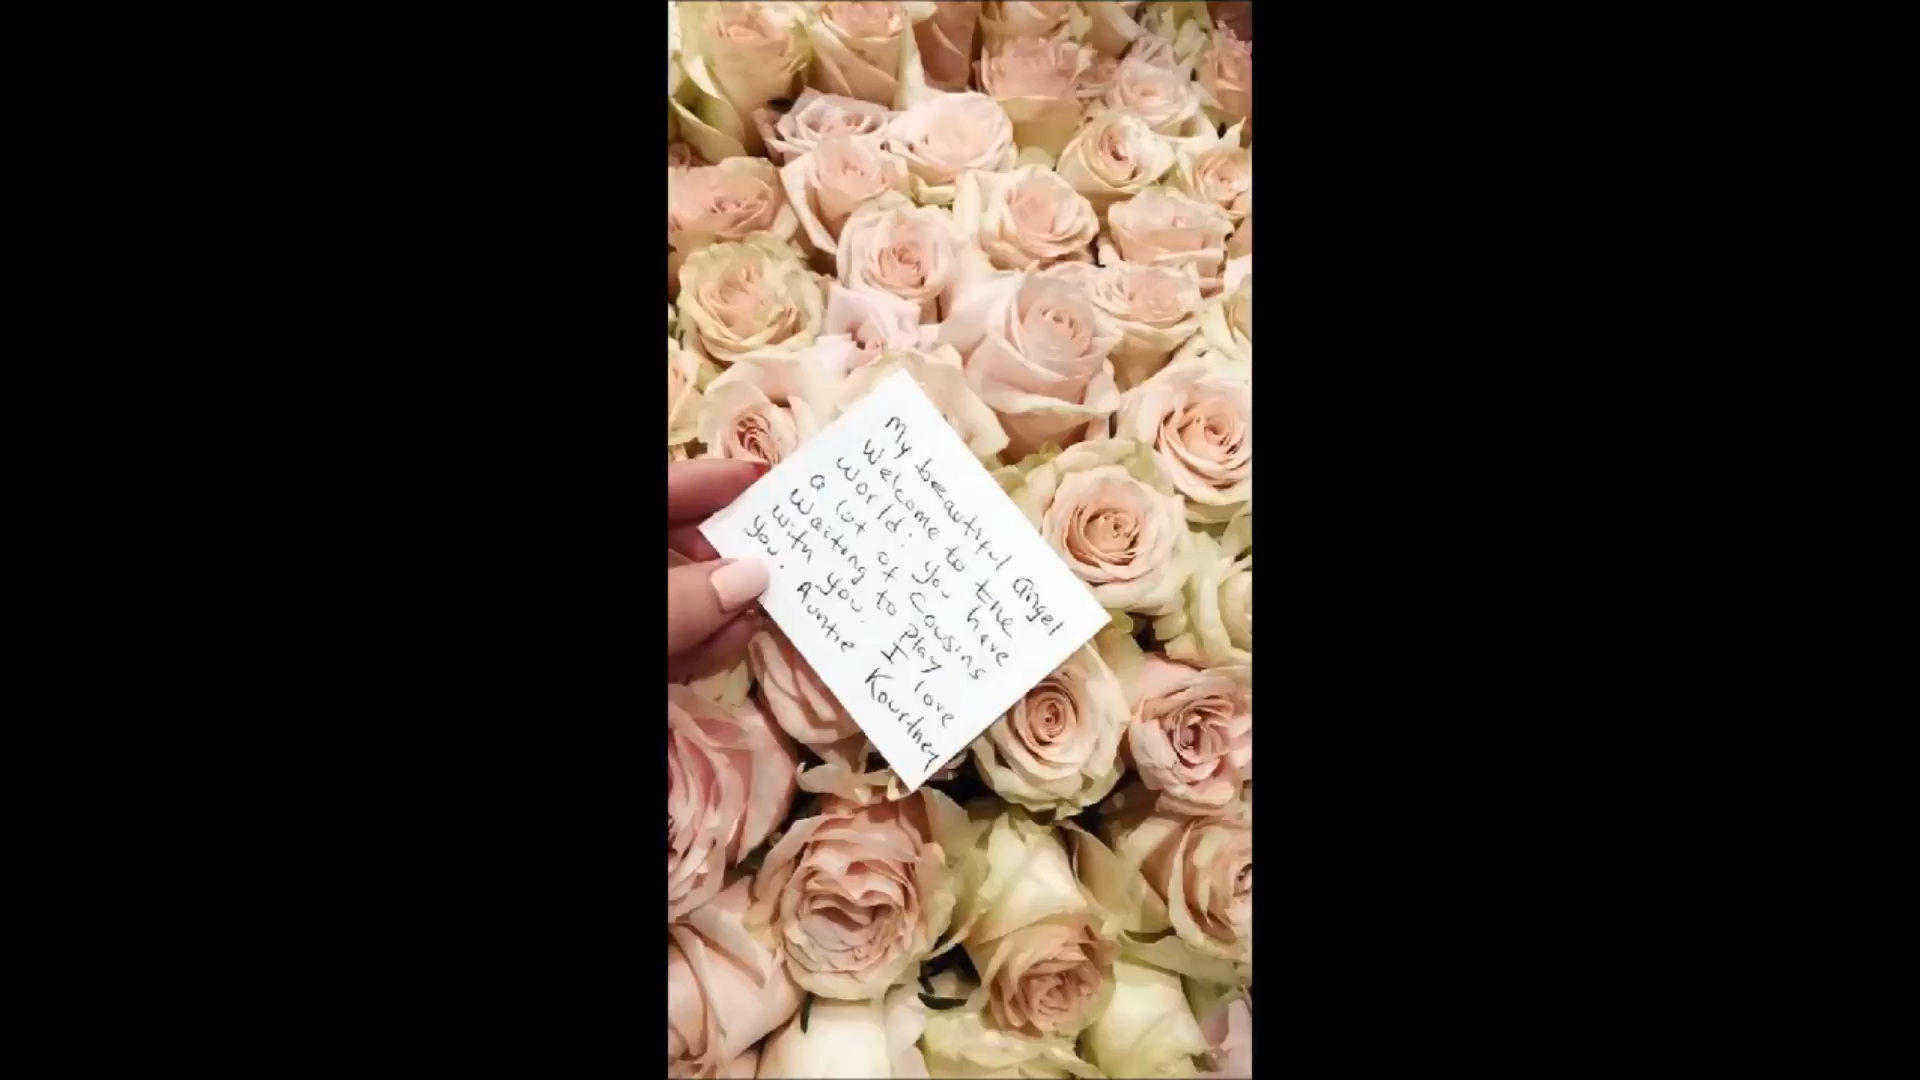 My beautiful angel
Welcome to the
world. You have
a lot of cousins
waiting to play
with you. I love
you.
Auntie Kourtney